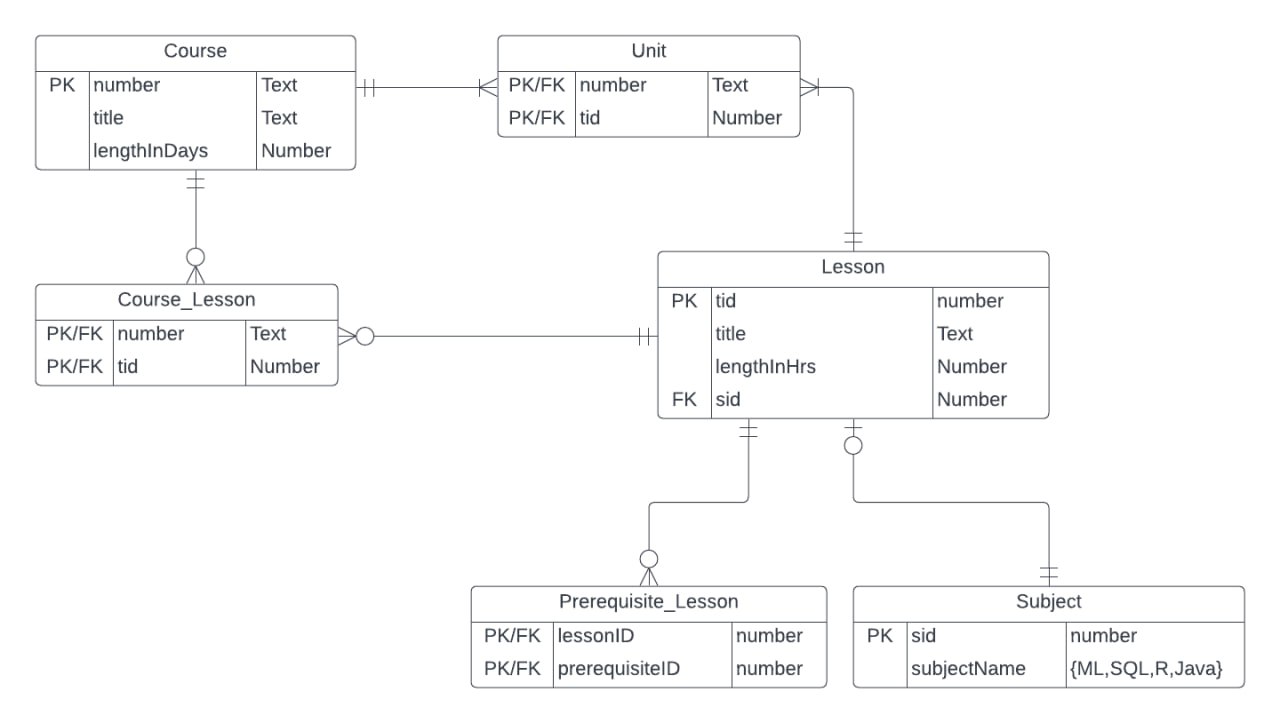 Course
PK number Text
title Text
lengthInDays Number
Unit
PK/FK number Text
PK/FK tid Number
Course_Lesson
PK/FK number Text
PK/FK tid Number
Lesson
PK tid number
title Text
lengthInHrs Number
FK sid Number
Prerequisite_Lesson
PK/FK lessonID number
PK/FK prerequisiteID number
Subject
PK sid number
subjectName {ML,SQL,R,Java}